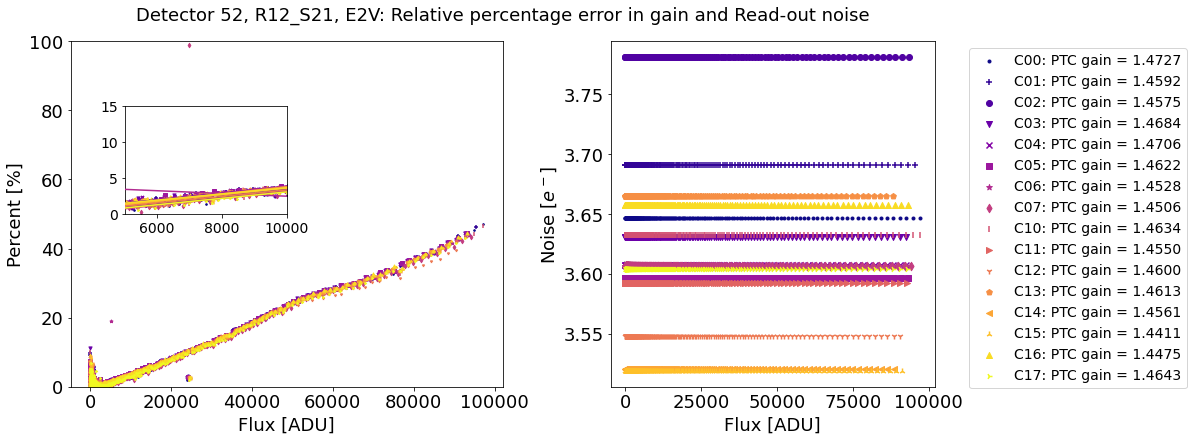 Detector 52, R12_S21, E2V: Relative percentage error in gain and Read-out noise
Percent [%]
100
80
60
40
20
0
15
10
5
0
6000 8000 10000
0 20000 40000 60000 80000 100000
Flux [ADU]
Noise [e⁻]
3.75
3.70
3.65
3.60
3.55
0 25000 50000 75000 100000
Flux [ADU]
C00: PTC gain = 1.4727
C01: PTC gain = 1.4592
C02: PTC gain = 1.4575
C03: PTC gain = 1.4684
C04: PTC gain = 1.4706
C05: PTC gain = 1.4622
C06: PTC gain = 1.4528
C07: PTC gain = 1.4506
C10: PTC gain = 1.4634
C11: PTC gain = 1.4550
C12: PTC gain = 1.4600
C13: PTC gain = 1.4613
C14: PTC gain = 1.4561
C15: PTC gain = 1.4411
C16: PTC gain = 1.4475
C17: PTC gain = 1.4643